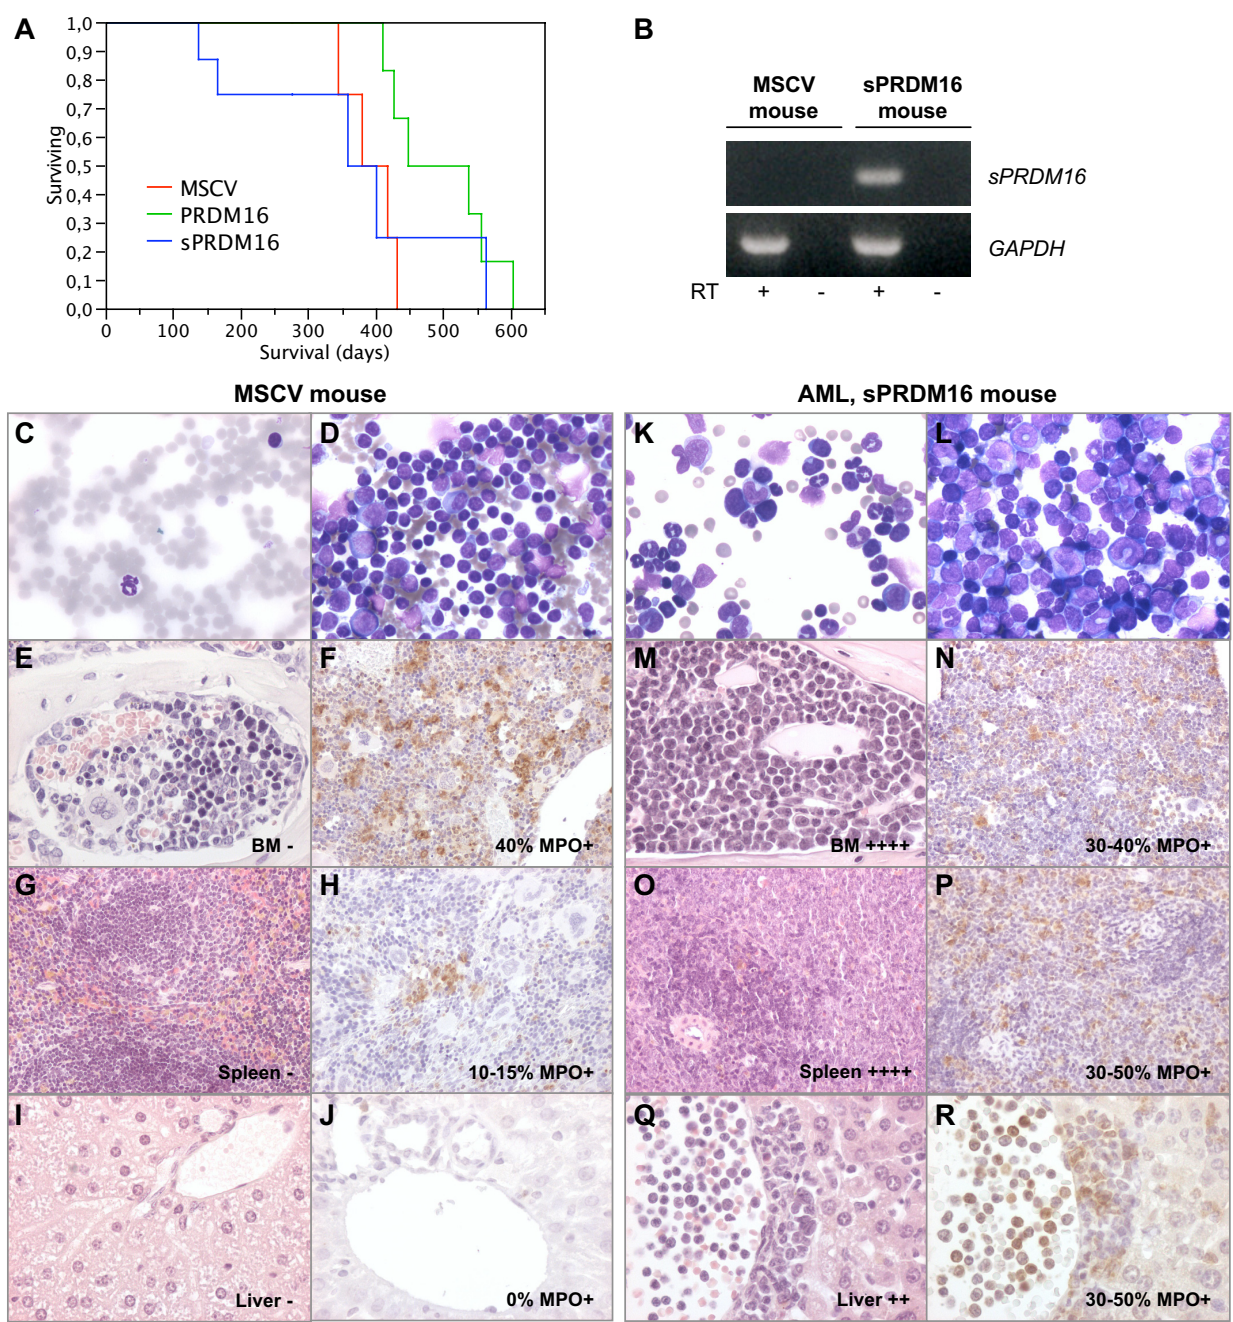 A
1,0
0,9
0,8
0,7
0,6
0,5
0,4
0,3
0,2
0,1
0,0
Surviving
MSCV
PRDM16
sPRDM16
0 100 200 300 400 500 600
Survival (days)
B
MSCV mouse
sPRDM16 mouse
sPRDM16
GAPDH
RT + - + -
MSCV mouse
AML, sPRDM16 mouse
C
D
K
L
E
BM -
F
40% MPO+
M
BM ++++
N
30-40% MPO+
G
Spleen -
H
10-15% MPO+
O
Spleen ++++
P
30-50% MPO+
I
Liver -
J
0% MPO+
Q
Liver ++
R
30-50% MPO+